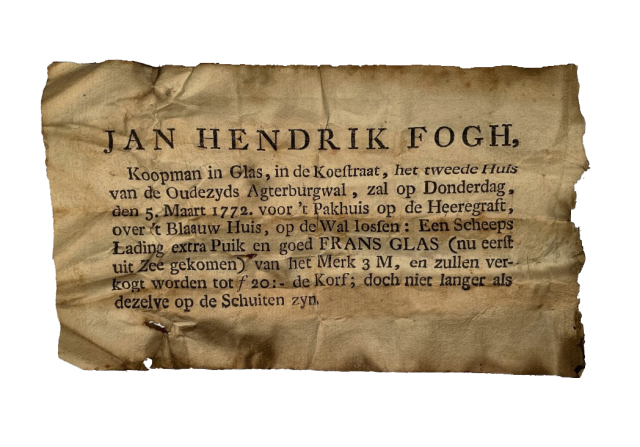 JAN HENDRIK FOGH,
Koopman in Glas, in de Koeſtraat, het tweede Huis
van de Oudezyds Agterburgwal, zal op Donderdag,
den 5. Maart 1772. voor 't Pakhuis op de Heeregraft,
over 't Blaauw Huis, op de Wal losſen: Een Scheeps
Lading extra Puik en goed FRANS GLAS (nu eerſt
uit Zee gekomen) van het Merk 3 M, en zullen ver-
kogt worden tot ƒ 20:- de Korf; doch niet langer als
dezelve op de Schuiten zyn.